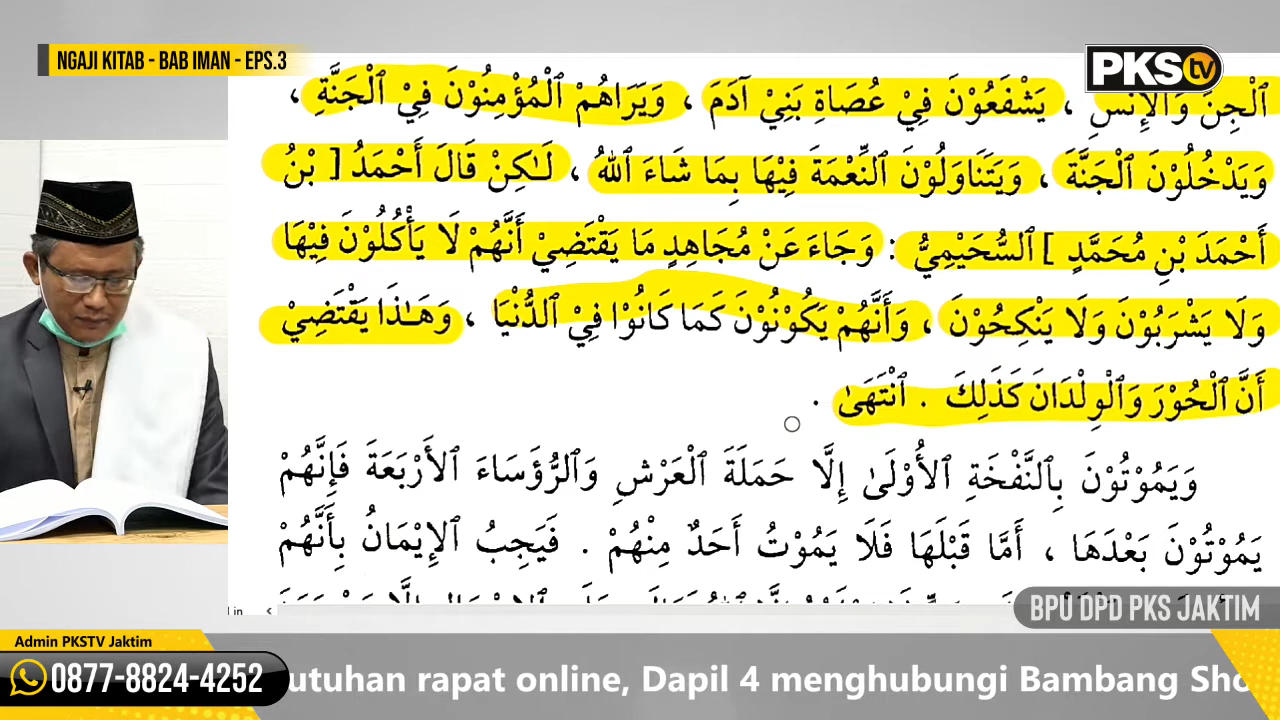 NGAJI KITAB - BAB IMAN - EPS.3
PKS tv
ٱلْجِنِّ وَٱلْإِنْسِ ، يَشْفَعُوْنَ فِيْ عُصَاةِ بَنِيْ آدَمَ ، وَيَرَاهُمْ ٱلْمُؤْمِنُوْنَ فِيْ ٱلْجَنَّةِ ،
وَيَدْخُلُوْنَ ٱلْجَنَّةَ ، وَيَتَنَاوَلُوْنَ ٱلنِّعْمَةَ فِيْهَا بِمَا شَاءَ ٱللهُ ، لَـٰكِنْ قَالَ أَحْمَدُ [ بْنُ
أَحْمَدَ بْنِ مُحَمَّدٍ ] ٱلسُّحَيْمِيُّ : وَجَاءَ عَنْ مُجَاهِدٍ مَا يَقْتَضِيْ أَنَّهُمْ لَا يَأْكُلُوْنَ فِيْهَا
وَلَا يَشْرَبُوْنَ وَلَا يَنْكِحُوْنَ ، وَأَنَّهُمْ يَكُوْنُوْنَ كَمَا كَانُوْا فِيْ ٱلدُّنْيَا ، وَهَـٰذَا يَقْتَضِيْ
أَنَّ ٱلْحُوْرَ وَٱلْوِلْدَانَ كَذَلِكَ . ٱنْتَهَىٰ .
وَيَمُوْتُوْنَ بِٱلنَّفْخَةِ ٱلْأُوْلَىٰ إِلَّا حَمَلَةَ ٱلْعَرْشِ وَٱلرُّؤَسَاءَ ٱلْأَرْبَعَةَ فَإِنَّهُمْ
يَمُوْتُوْنَ بَعْدَهَا ، أَمَّا قَبْلَهَا فَلَا يَمُوْتُ أَحَدٌ مِنْهُمْ . فَيَجِبُ ٱلْإِيْمَانُ بِأَنَّهُمْ
BPU DPD PKS JAKTIM
Admin PKSTV Jaktim
0877-8824-4252
utuhan rapat online, Dapil 4 menghubungi Bambang Sho